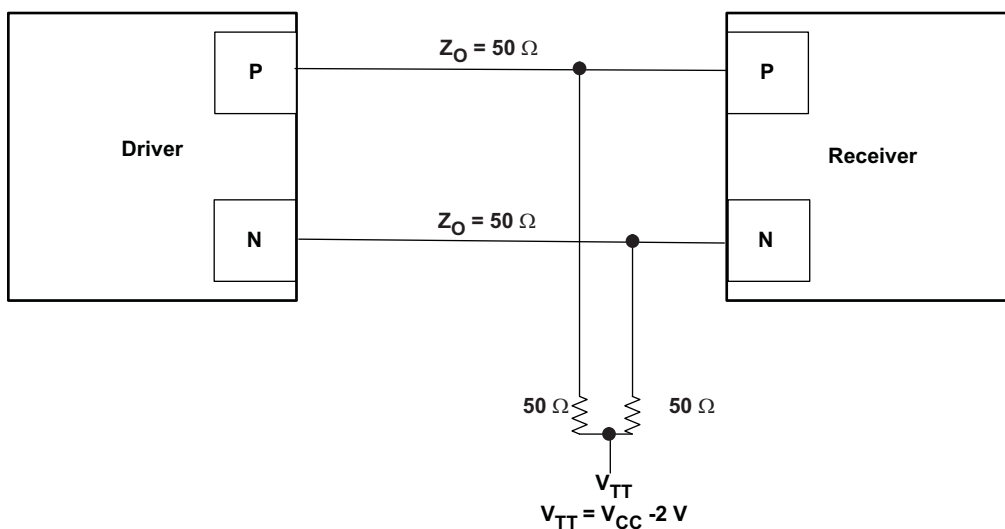 Z_O = 50 Ω
P
P
Driver
Receiver
Z_O = 50 Ω
N
N
50 Ω
50 Ω
V_TT
V_TT = V_CC -2 V